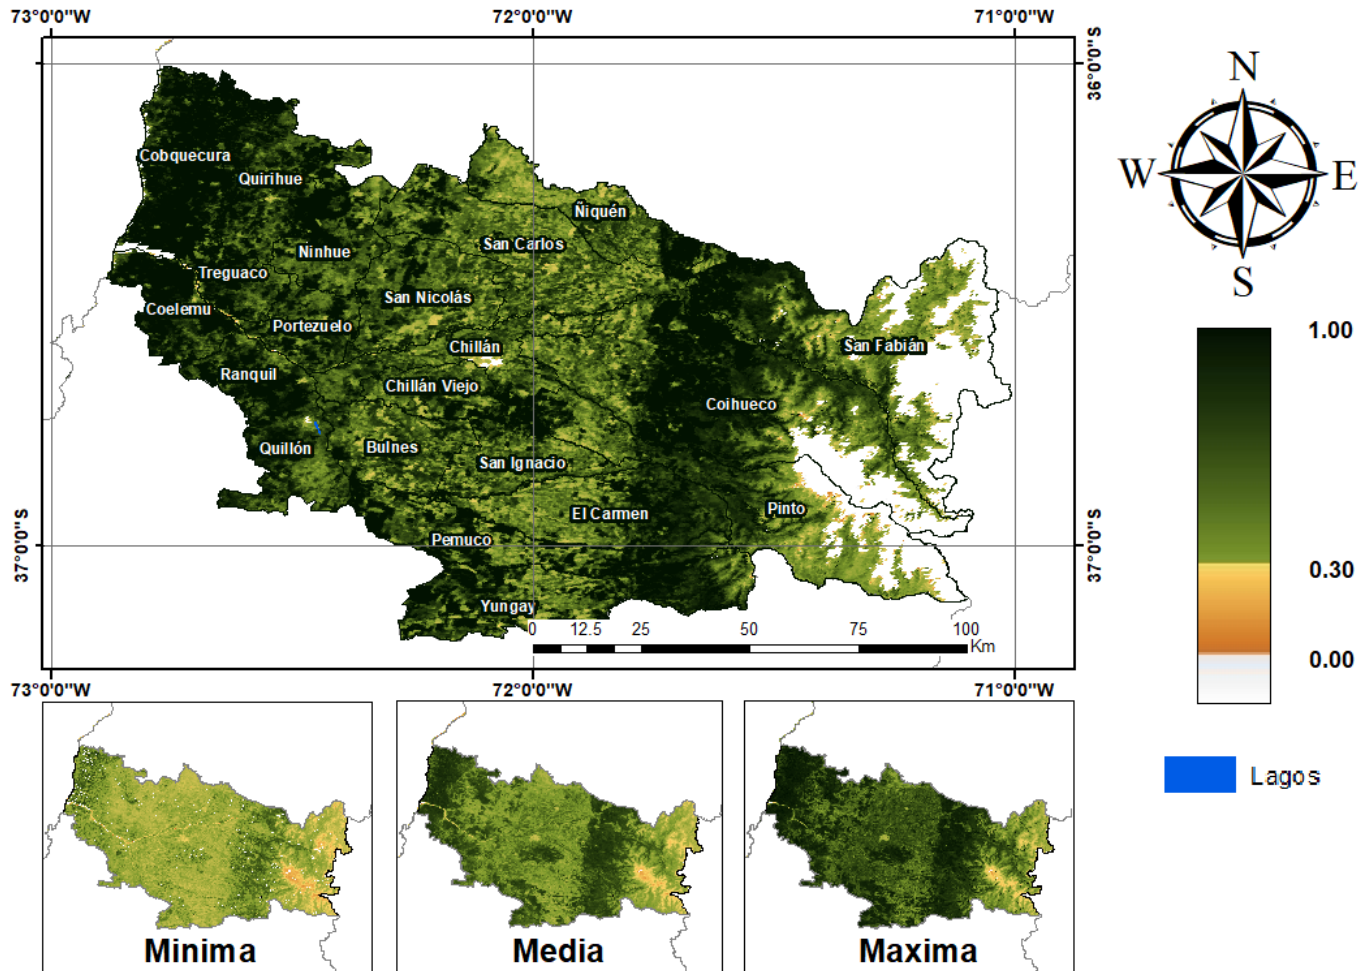 73°0'0"W 72°0'0"W 71°0'0"W
36°0'0"S
36°0'0"S
N
W E
S
Cobquecura
Quirihue
Ñiquén
San Carlos
Ninhue
Treguaco
San Nicolás
Coelemu
Portezuelo
Chillán
San Fabián
Ranquil
Chillán Viejo
Coihueco
Quillón
Bulnes
San Ignacio
Pinto
El Carmen
Pemuco
Yungay
37°0'0"S
37°0'0"S
0 12.5 25 50 75 100
Km
73°0'0"W 72°0'0"W 71°0'0"W
1.00
0.30
0.00
Lagos
Minima
Media
Maxima